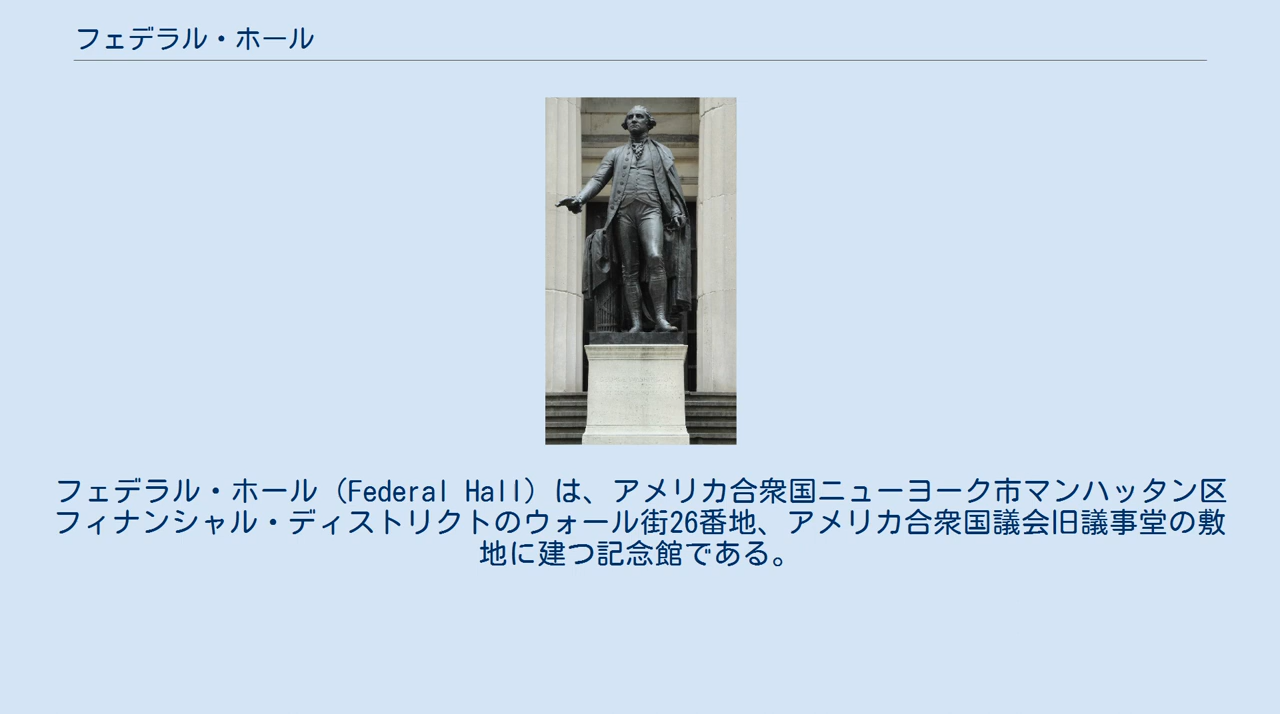 フェデラル・ホール
フェデラル・ホール（Federal Hall）は、アメリカ合衆国ニューヨーク市マンハッタン区
フィナンシャル・ディストリクトのウォール街26番地、アメリカ合衆国議会旧議事堂の敷
地に建つ記念館である。